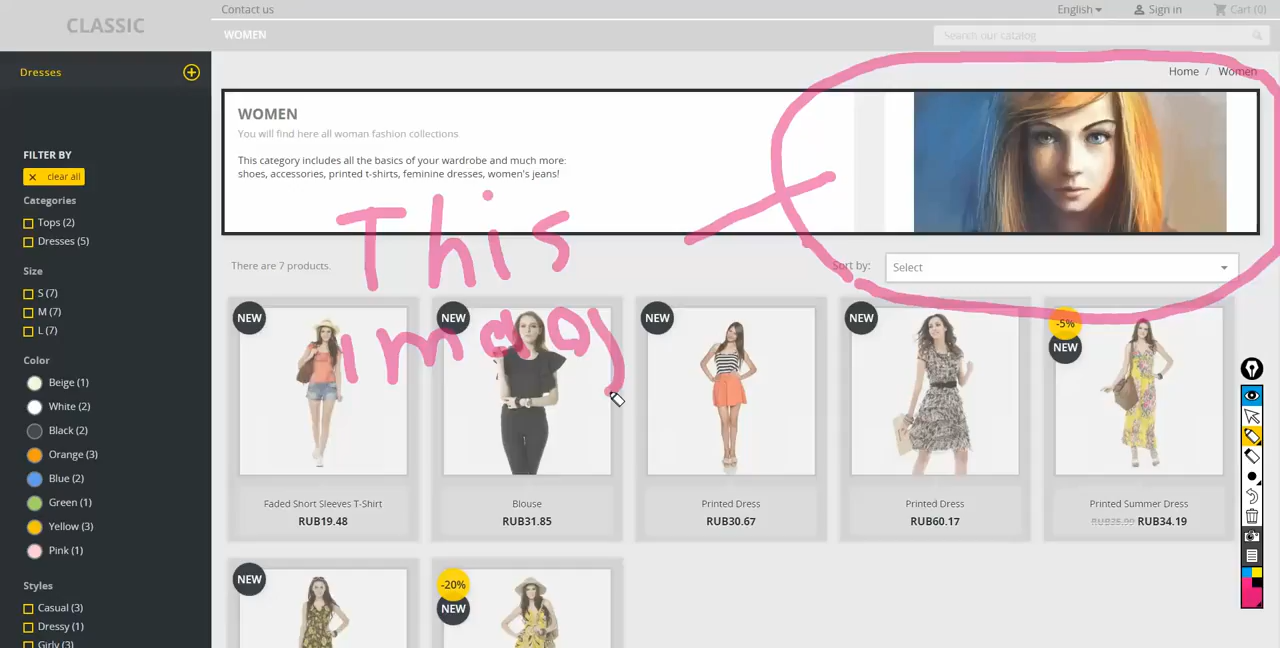 CLASSIC
Contact us
English
Sign in
Cart (0)
WOMEN
Search our catalog
Dresses
Home / Women
WOMEN
You will find here all woman fashion collections
This category includes all the basics of your wardrobe and much more:
shoes, accessories, printed t-shirts, feminine dresses, women's jeans!
This
imag
FILTER BY
clear all
Categories
Tops (2)
Dresses (5)
Size
S (7)
M (7)
L (7)
Color
Beige (1)
White (2)
Black (2)
Orange (3)
Blue (2)
Green (1)
Yellow (3)
Pink (1)
Styles
Casual (3)
Dressy (1)
Girly (3)
There are 7 products.
Sort by:
Select
NEW
NEW
NEW
NEW
-5%
NEW
Faded Short Sleeves T-Shirt
RUB19.48
Blouse
RUB31.85
Printed Dress
RUB30.67
Printed Dress
RUB60.17
Printed Summer Dress
RUB34.19
NEW
-20%
NEW